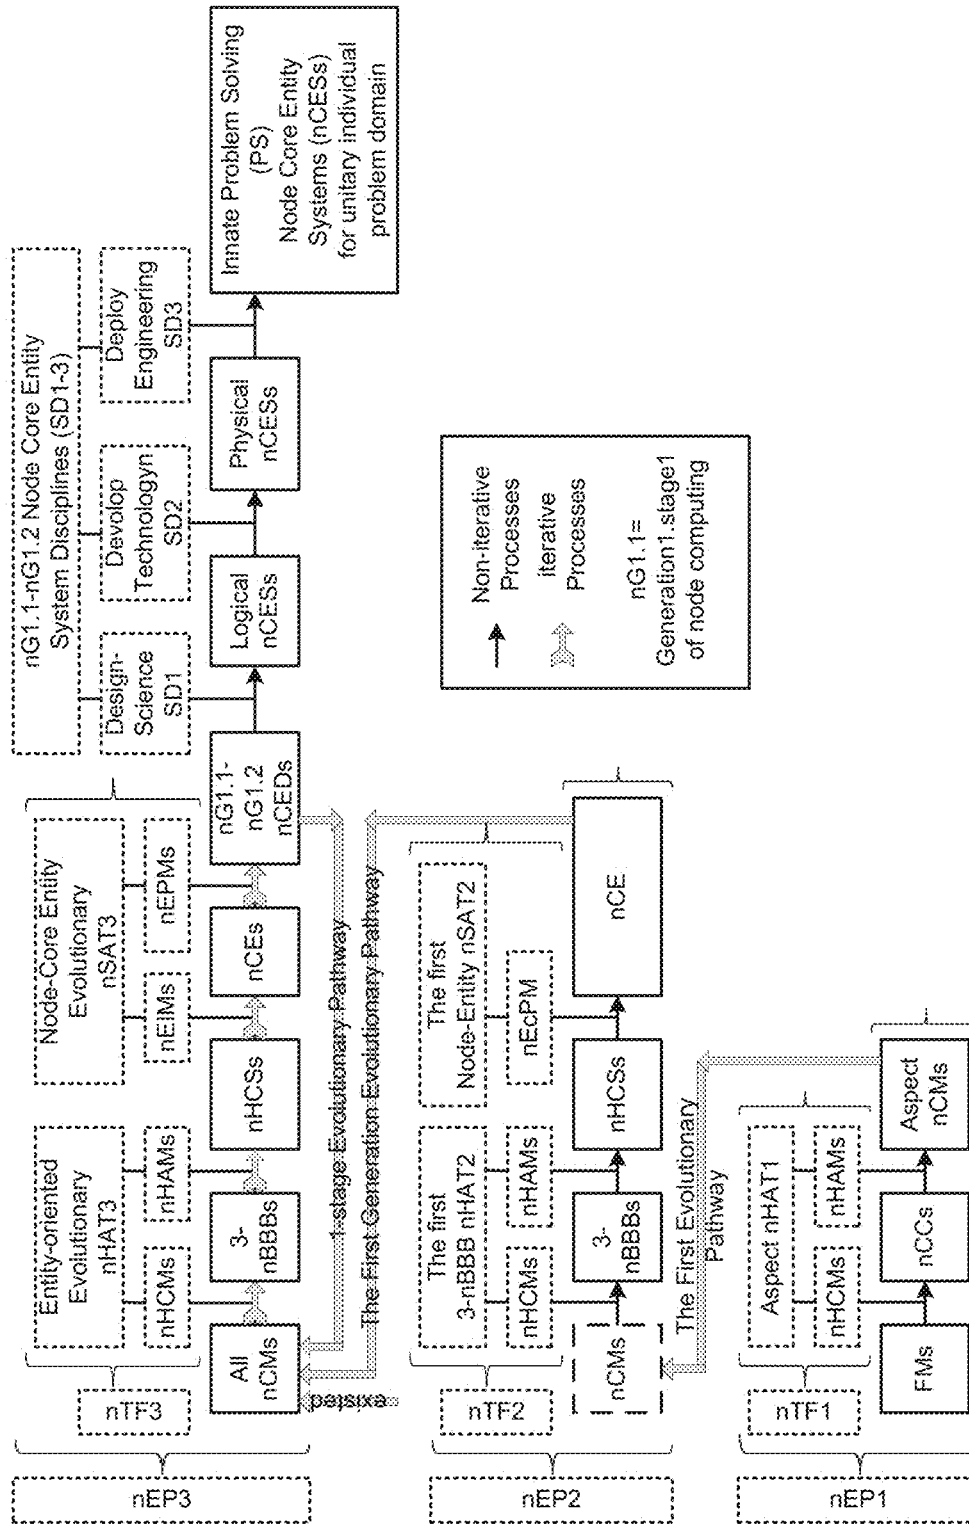 nEP3
nTF3
Entity-oriented
Evolutionary
nHAT3
nHCMs
nHAMs
Node-Core Entity
Evolutionary
nSAT3
nEIMs
nEPMs
nG1.1-nG1.2 Node Core Entity
System Disciplines (SD1-3)
Design-
Science
SD1
Devolop
Technologyn
SD2
Deploy
Engineering
SD3
All
nCMs
3-
nBBBs
nHCSs
nCEs
nG1.1-
nG1.2
nCEDs
Logical
nCESs
Physical
nCESs
Innate Problem Solving
(PS)
Node Core Entity
Systems (nCESs)
for unitary individual
problem domain
existed
1-stage Evolutionary Pathway
The First Generation Evolutionary Pathway
nEP2
nTF2
The first
3-nBBB nHAT2
nHCMs
nHAMs
The first
Node-Entity nSAT2
nEcPM
nCMs
3-
nBBBs
nHCSs
nCE
The First Evolutionary
Pathway
nEP1
nTF1
Aspect nHAT1
nHCMs
nHAMs
FMs
nCCs
Aspect
nCMs
Non-iterative
Processes
iterative
Processes
nG1.1=
Generation1.stage1
of node computing